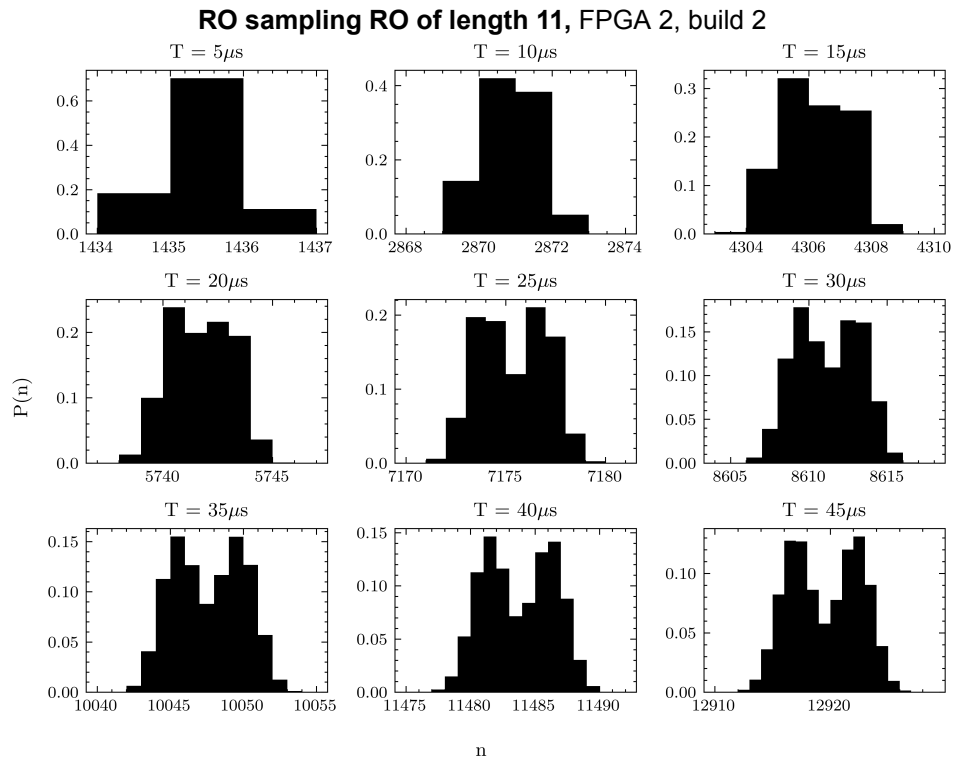 RO sampling RO of length 11, FPGA 2, build 2
T = 5μs
T = 10μs
T = 15μs
0.6
0.4
0.2
0.0
1434 1435 1436 1437
0.4
0.2
0.0
2868 2870 2872 2874
0.3
0.2
0.1
0.0
4304 4306 4308 4310
T = 20μs
T = 25μs
T = 30μs
P(n)
0.2
0.1
0.0
5740 5745
0.2
0.1
0.0
7170 7175 7180
0.15
0.10
0.05
0.00
8605 8610 8615
T = 35μs
T = 40μs
T = 45μs
0.15
0.10
0.05
0.00
10040 10045 10050 10055
0.15
0.10
0.05
0.00
11475 11480 11485 11490
0.10
0.05
0.00
12910 12920
n